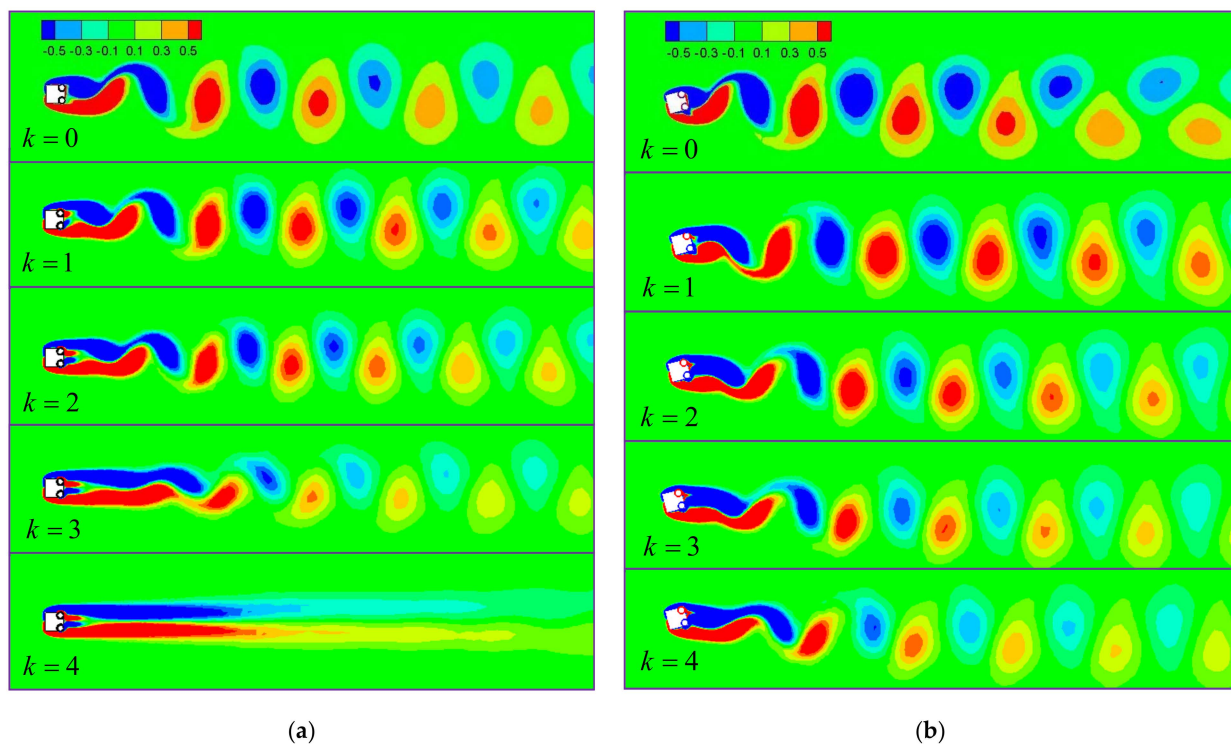 -0.5 -0.3 -0.1 0.1 0.3 0.5
k = 0
k = 1
k = 2
k = 3
k = 4
(a)
-0.5 -0.3 -0.1 0.1 0.3 0.5
k = 0
k = 1
k = 2
k = 3
k = 4
(b)